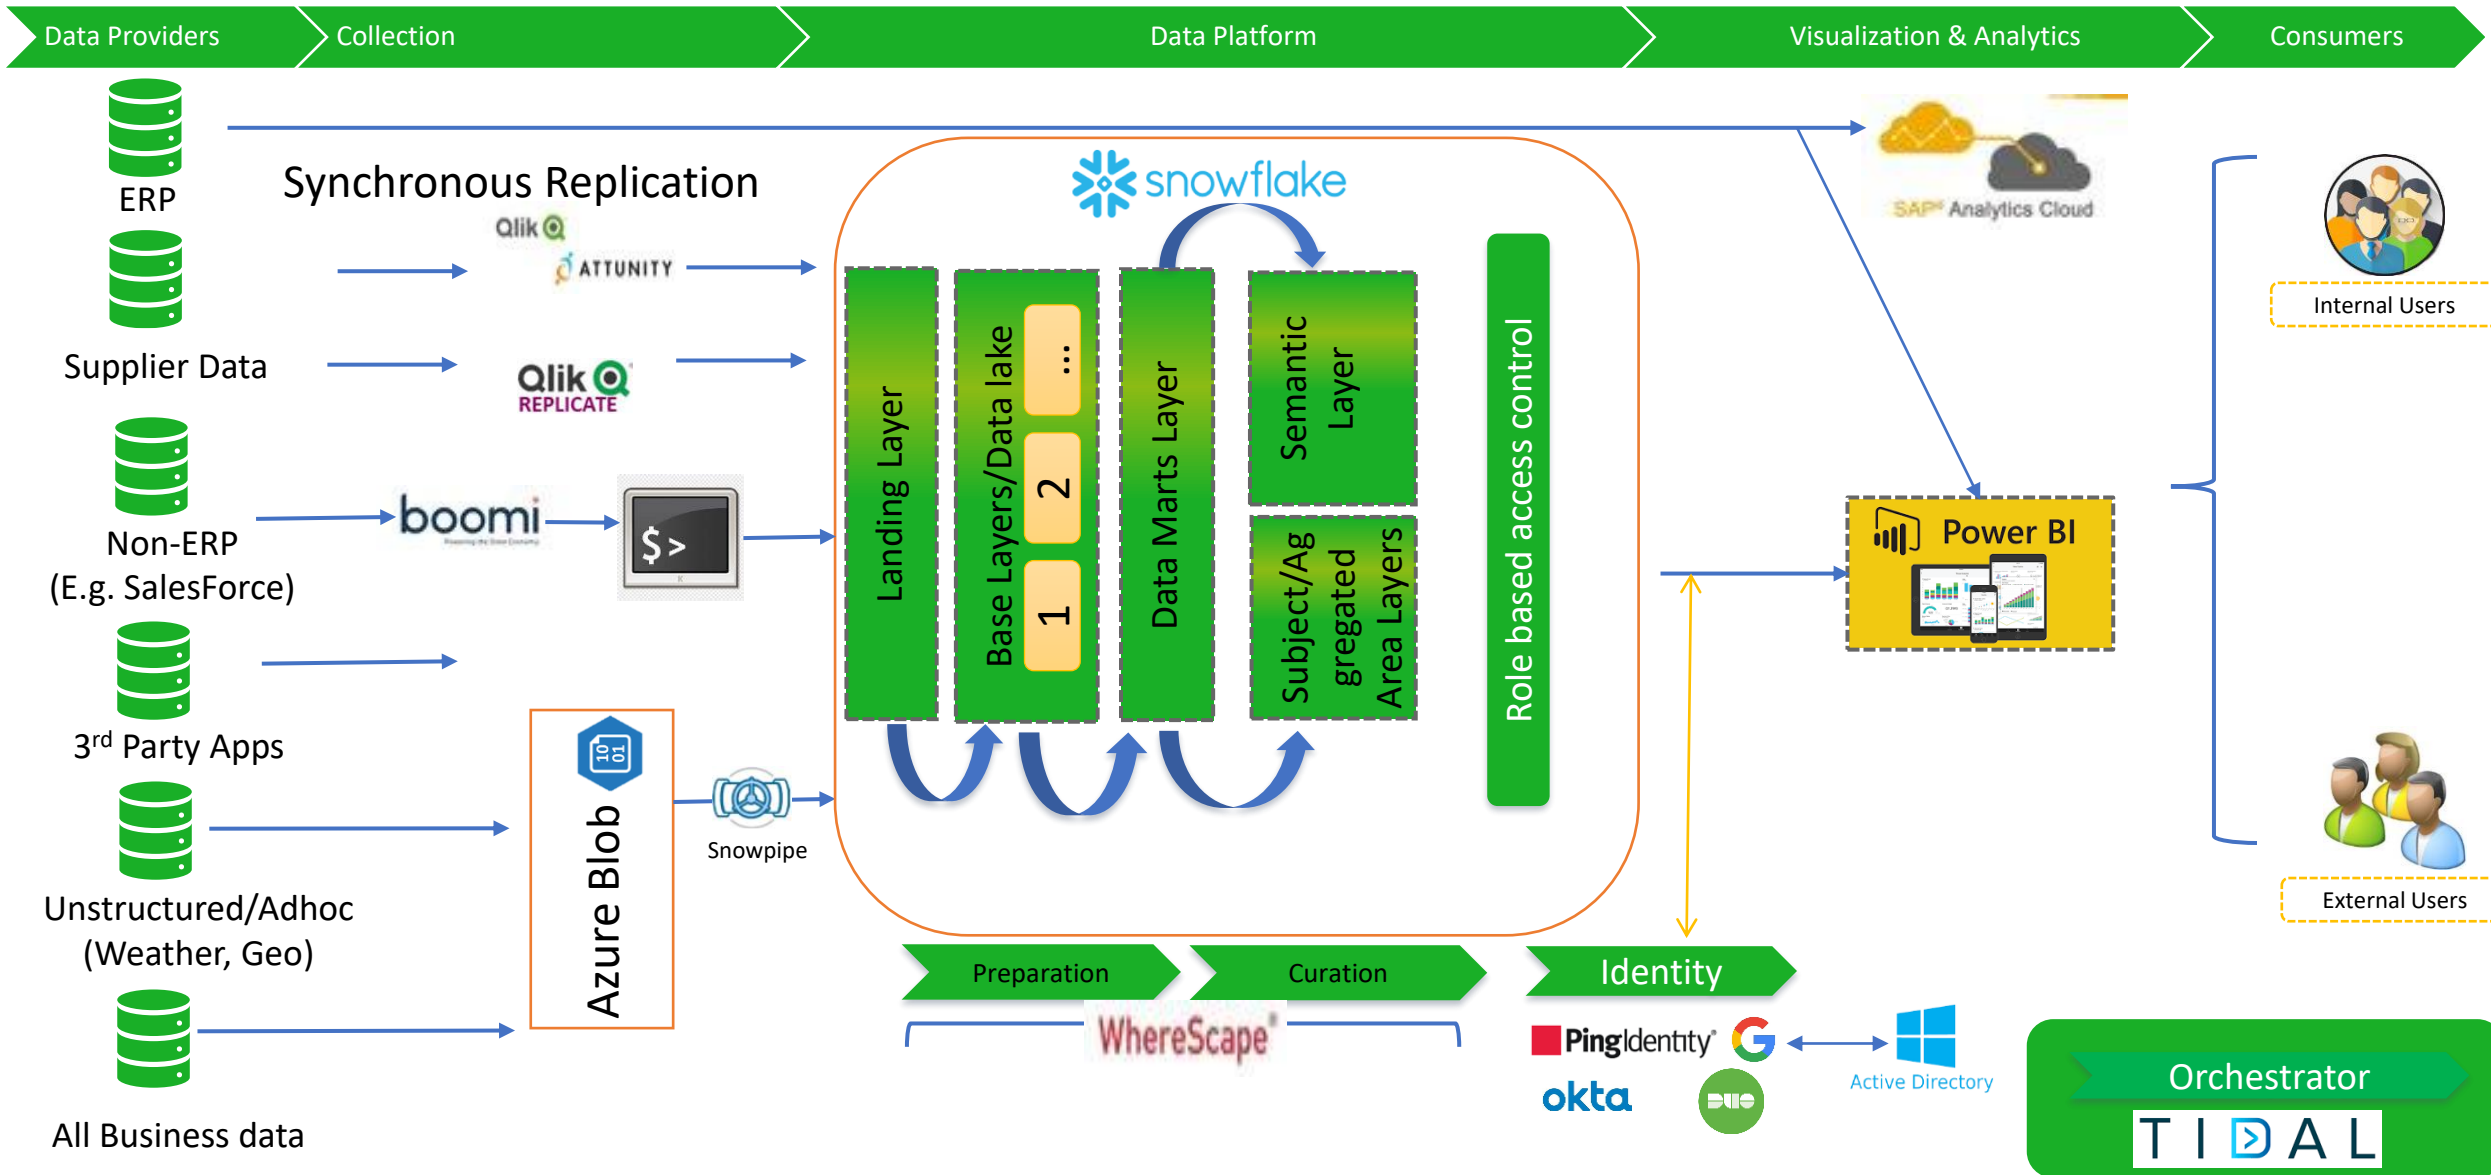 Data Providers
Collection
Data Platform
Visualization & Analytics
Consumers
ERP
Supplier Data
Non-ERP
(E.g. SalesForce)
3rd Party Apps
Unstructured/Adhoc
(Weather, Geo)
All Business data
Synchronous Replication
Qlik
ATTUNITY
Qlik
REPLICATE
boomi
$>
K
10
01
Azure Blob
Snowpipe
snowflake
Landing Layer
Base Layers/Data lake
1
2
...
Data Marts Layer
Semantic
Layer
Subject/Ag
gregated
Area Layers
Role based access control
Preparation
Curation
WhereScape®
Identity
PingIdentity®
G
okta
DUO
Active Directory
SAP® Analytics Cloud
Power BI
Internal Users
External Users
Orchestrator
TIDAL